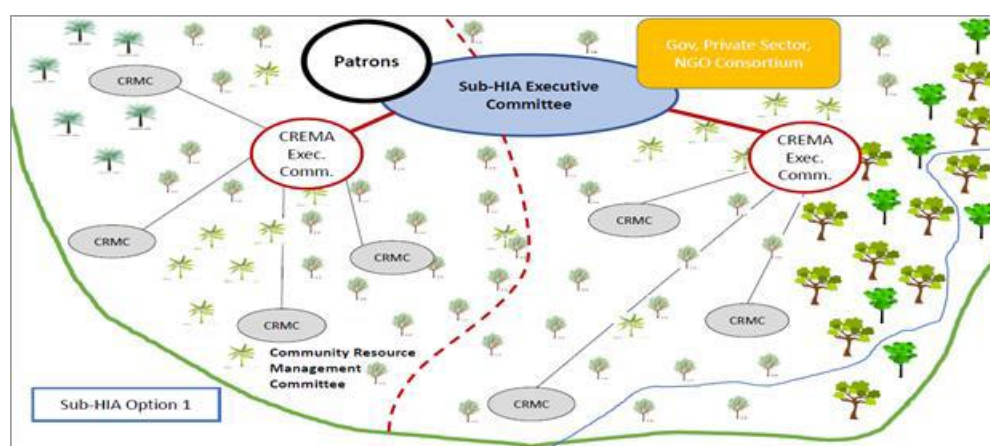 Patrons
Gov, Private Sector,
NGO Consortium
Sub-HIA Executive
Committee
CRMC
CREMA
Exec.
Comm.
CREMA
Exec.
Comm.
CRMC
CRMC
CRMC
CRMC
CRMC
Community Resource
Management
Committee
CRMC
Sub-HIA Option 1